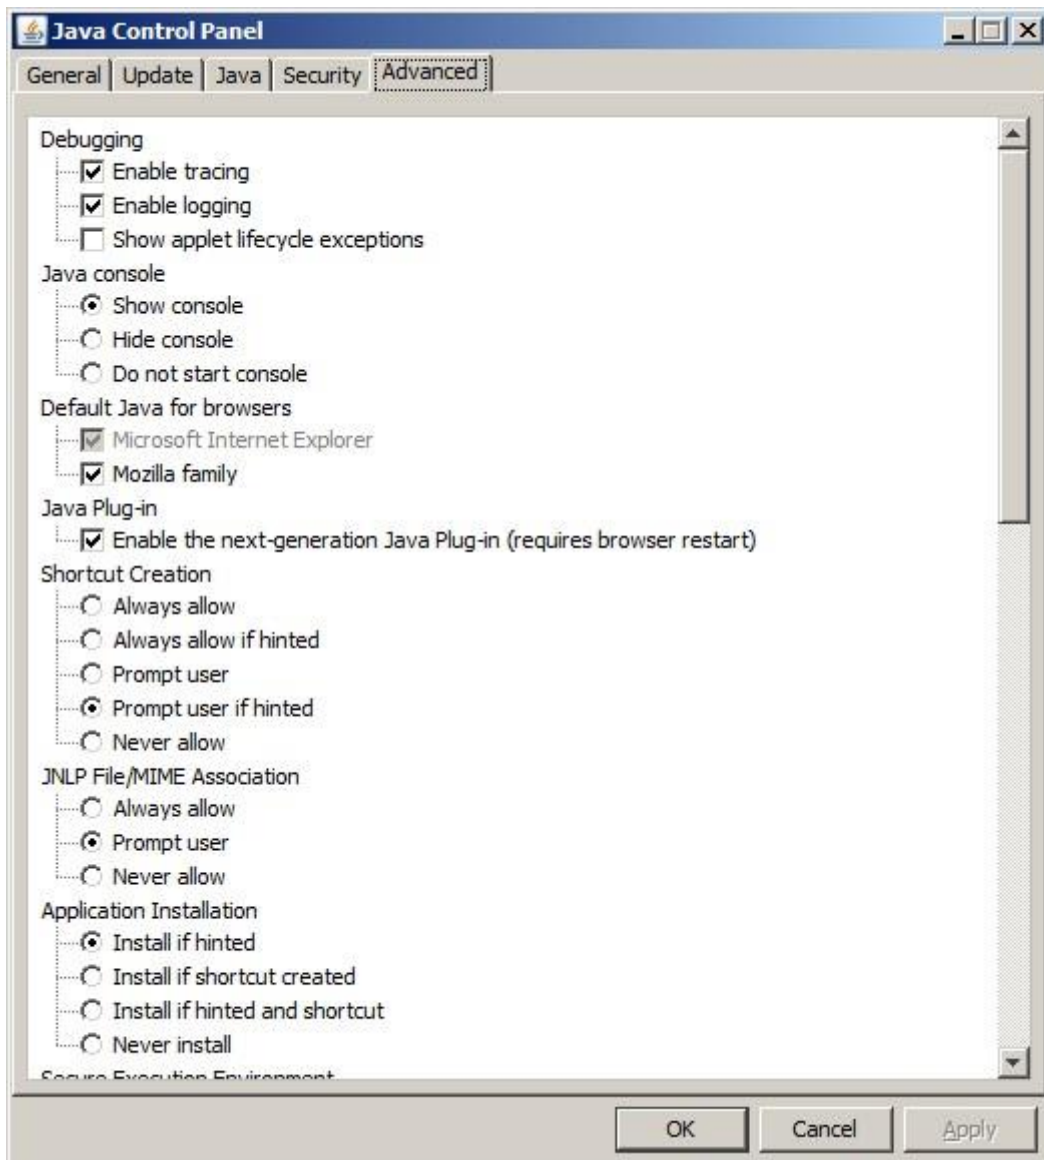 Java Control Panel
General Update Java Security Advanced
Debugging
Enable tracing
Enable logging
Show applet lifecycle exceptions
Java console
Show console
Hide console
Do not start console
Default Java for browsers
Microsoft Internet Explorer
Mozilla family
Java Plug-in
Enable the next-generation Java Plug-in (requires browser restart)
Shortcut Creation
Always allow
Always allow if hinted
Prompt user
Prompt user if hinted
Never allow
JNLP File/MIME Association
Always allow
Prompt user
Never allow
Application Installation
Install if hinted
Install if shortcut created
Install if hinted and shortcut
Never install
Secure Execution Environment
OK Cancel Apply